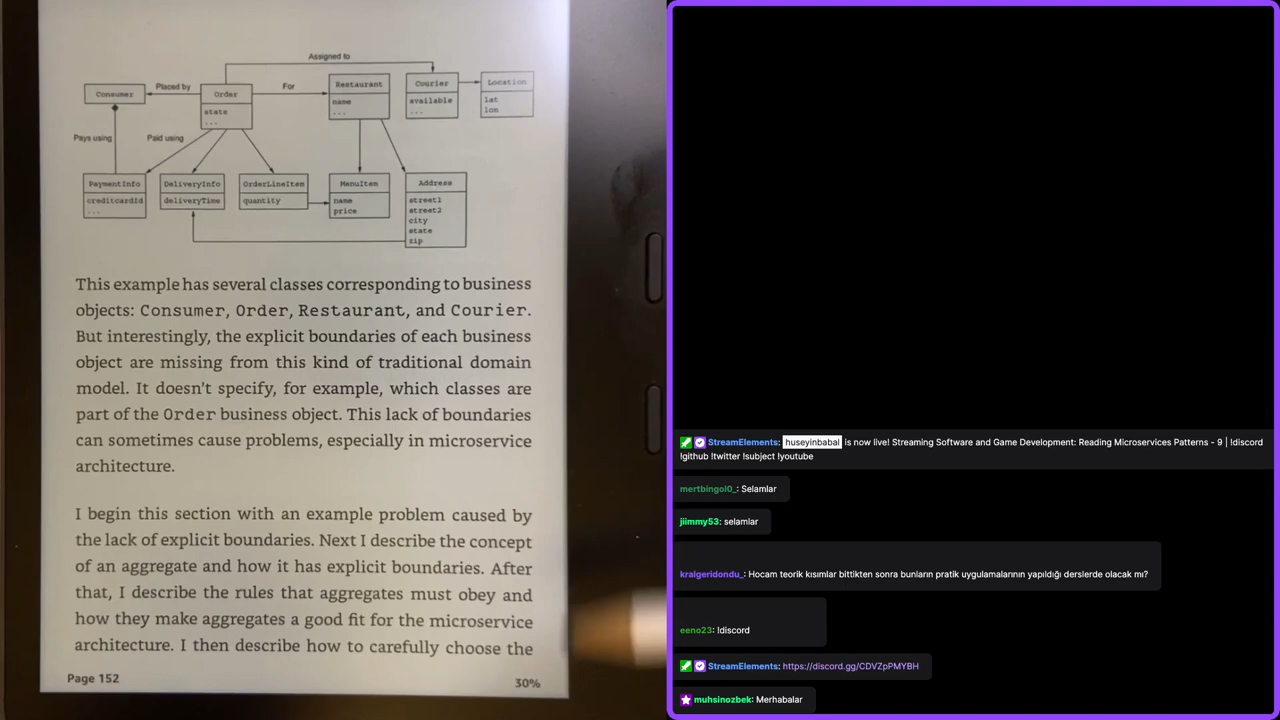 Assigned to
Consumer
Placed by
Order
state
...
For
Restaurant
name
...
Courier
available
...
Location
lat
lon
Pays using
Paid using
PaymentInfo
creditcardId
...
DeliveryInfo
deliveryTime
OrderLineItem
quantity
MenuItem
name
price
Address
street1
street2
city
state
zip
This example has several classes corresponding to business
objects: Consumer, Order, Restaurant, and Courier.
But interestingly, the explicit boundaries of each business
object are missing from this kind of traditional domain
model. It doesn't specify, for example, which classes are
part of the Order business object. This lack of boundaries
can sometimes cause problems, especially in microservice
architecture.
I begin this section with an example problem caused by
the lack of explicit boundaries. Next I describe the concept
of an aggregate and how it has explicit boundaries. After
that, I describe the rules that aggregates must obey and
how they make aggregates a good fit for the microservice
architecture. I then describe how to carefully choose the
Page 152
30%
StreamElements: huseyinbabal is now live! Streaming Software and Game Development: Reading Microservices Patterns - 9 | !discord
!github !twitter !subject !youtube
mertbingol0_: Selamlar
jiimmy53: selamlar
kralgeridondu_: Hocam teorik kısımlar bittikten sonra bunların pratik uygulamalarının yapıldığı derslerde olacak mı?
eeno23: !discord
StreamElements: https://discord.gg/CDVZpPMYBH
muhsinozbek: Merhabalar